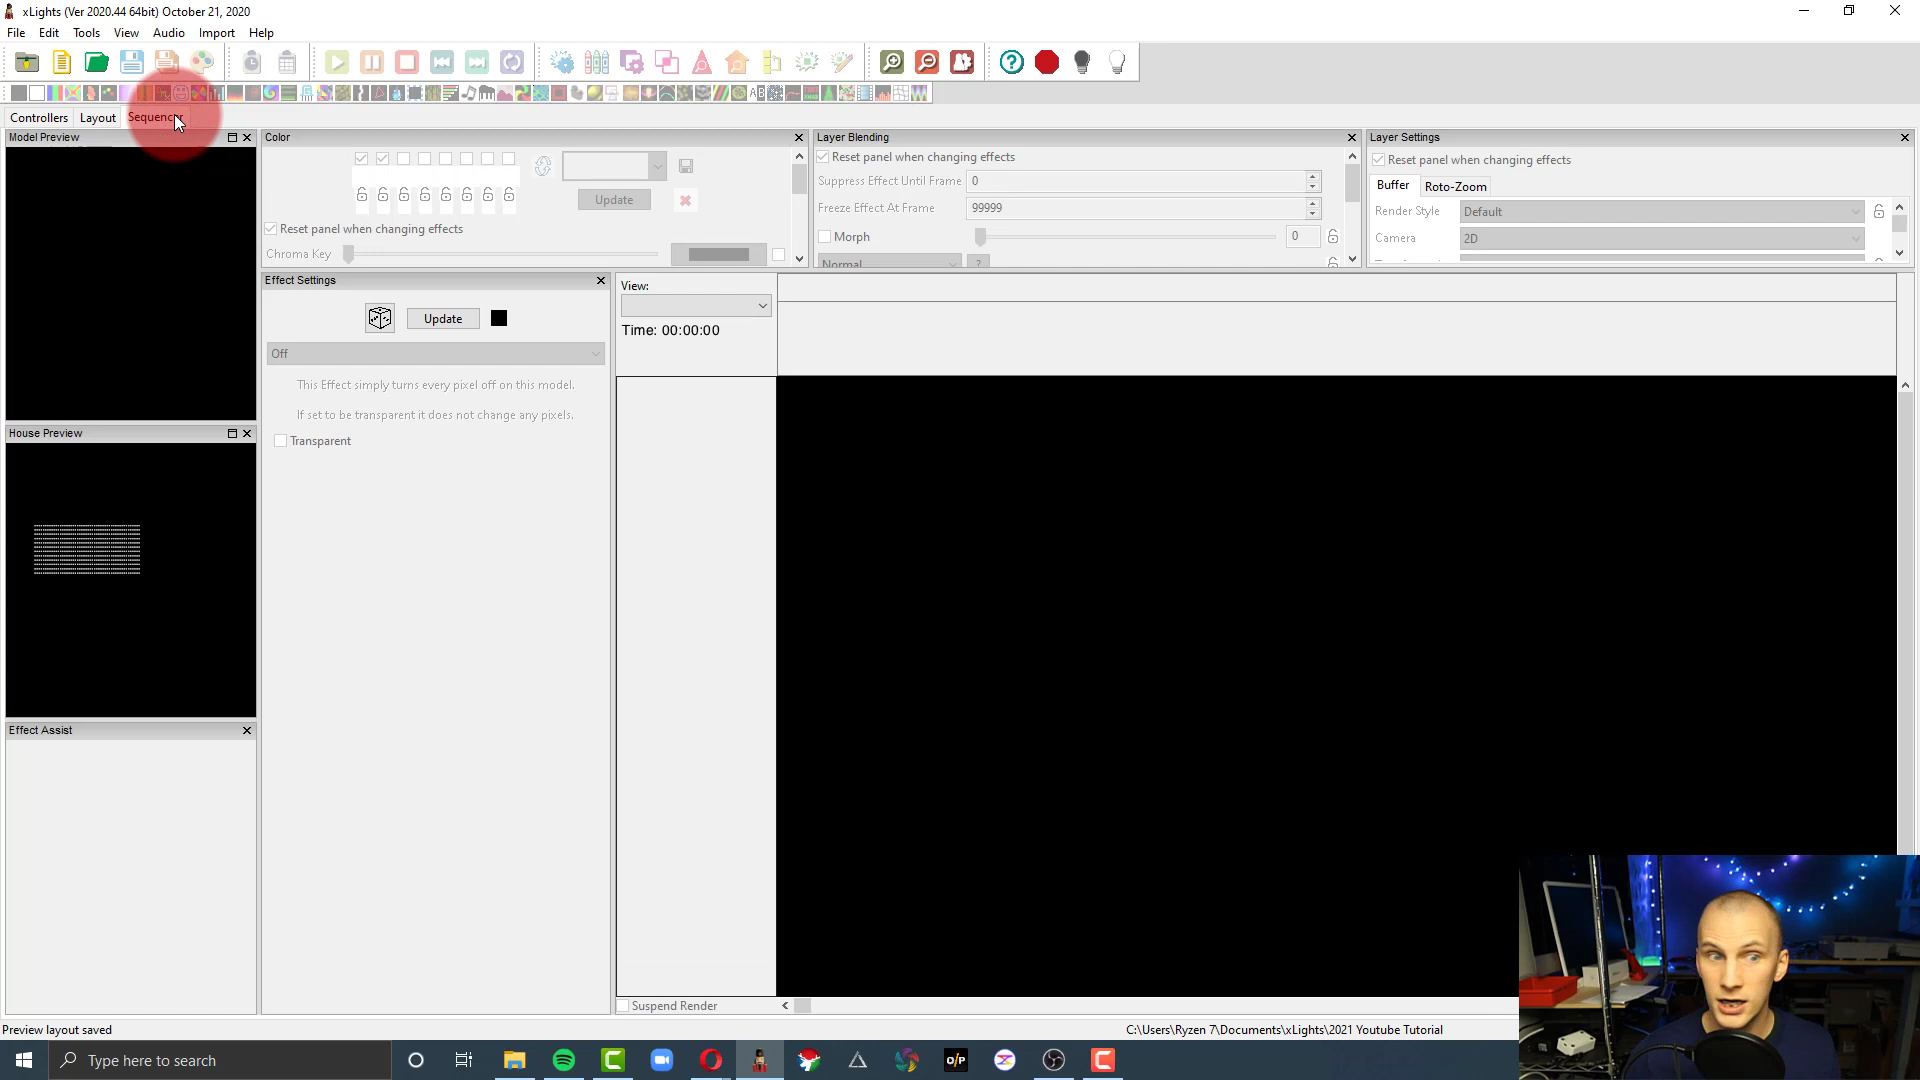 xLights (Ver 2020.44 64bit) October 21, 2020
File Edit Tools View Audio Import Help
Controllers Layout Sequencer
Model Preview
Color
Layer Blending
Layer Settings
Reset panel when changing effects
Reset panel when changing effects
Suppress Effect Until Frame 0
Buffer Roto-Zoom
Update
Freeze Effect At Frame 99999
Render Style Default
Reset panel when changing effects
Morph 0
Camera 2D
Chroma Key
Normal ?
Effect Settings
View:
Update
Time: 00:00:00
Off
This Effect simply turns every pixel off on this model.
If set to be transparent it does not change any pixels.
Transparent
House Preview
Effect Assist
Suspend Render
Preview layout saved
C:\Users\Ryzen 7\Documents\xLights\2021 Youtube Tutorial
Type here to search
O/P